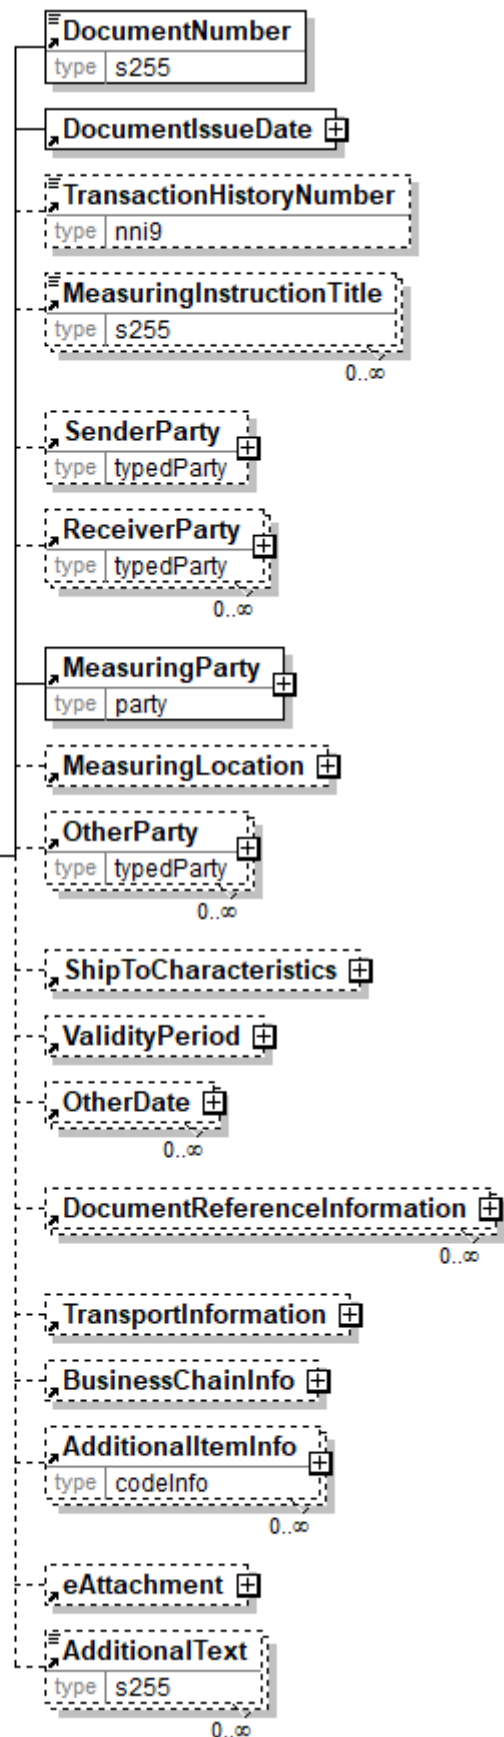 DocumentNumber
type s255
DocumentIssueDate
TransactionHistoryNumber
type nni9
MeasuringInstructionTitle
type s255
0..∞
SenderParty
type typedParty
ReceiverParty
type typedParty
0..∞
MeasuringParty
type party
MeasuringLocation
OtherParty
type typedParty
0..∞
ShipToCharacteristics
ValidityPeriod
OtherDate
0..∞
DocumentReferenceInformation
0..∞
TransportInformation
BusinessChainInfo
AdditionalItemInfo
type codeInfo
0..∞
eAttachment
AdditionalText
type s255
0..∞